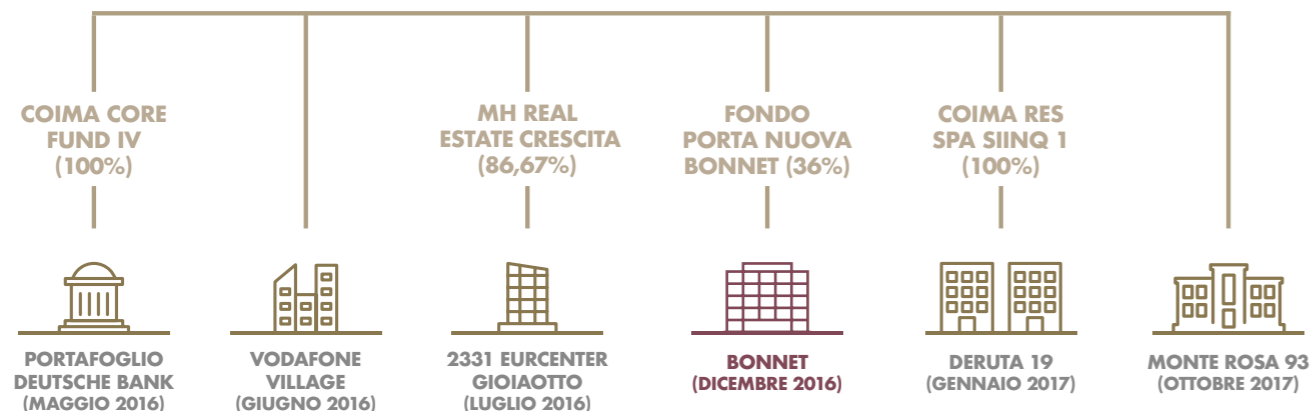 COIMA CORE
FUND IV
(100%)
MH REAL
ESTATE CRESCITA
(86,67%)
FONDO
PORTA NUOVA
BONNET (36%)
COIMA RES
SPA SIINQ 1
(100%)
PORTAFOGLIO
DEUTSCHE BANK
(MAGGIO 2016)
VODAFONE
VILLAGE
(GIUGNO 2016)
2331 EURCENTER
GIOIAOTTO
(LUGLIO 2016)
BONNET
(DICEMBRE 2016)
DERUTA 19
(GENNAIO 2017)
MONTE ROSA 93
(OTTOBRE 2017)